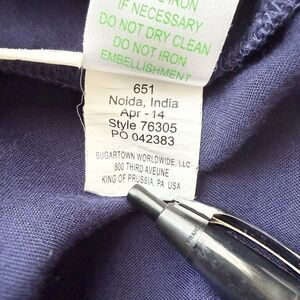 IRON
IF NECESSARY
DO NOT DRY CLEAN
DO NOT IRON
EMBELLISHMENT
651
Noida, India
Apr - 14
Style 76305
PO 042383
SUGARTOWN WORLDWIDE, LLC
800 THIRD AVEUNE
KING OF PRUSSIA, PA USA